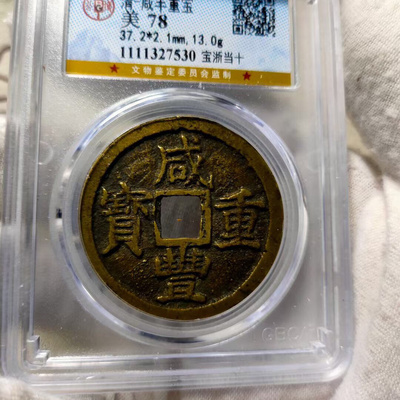 清 咸丰重宝
美 78
37.2*2.1mm,13.0g
1111327530 宝浙当十
★★★★★ 文物鉴定委员会监制 ★★★★★
咸
寶 重
豐